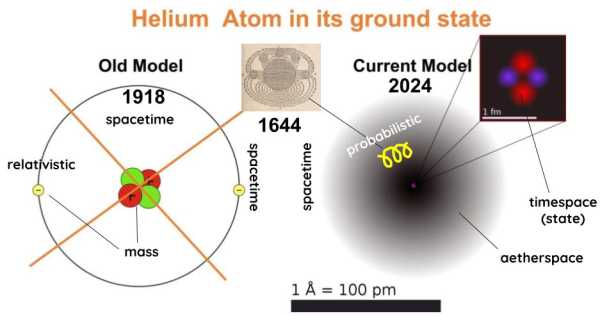 Helium Atom in its ground state
Old Model
1918
spacetime
relativistic
mass
1644
spacetime
spacetime
Current Model
2024
probabilistic
1 fm
timespace
(state)
aetherspace
1 Å = 100 pm